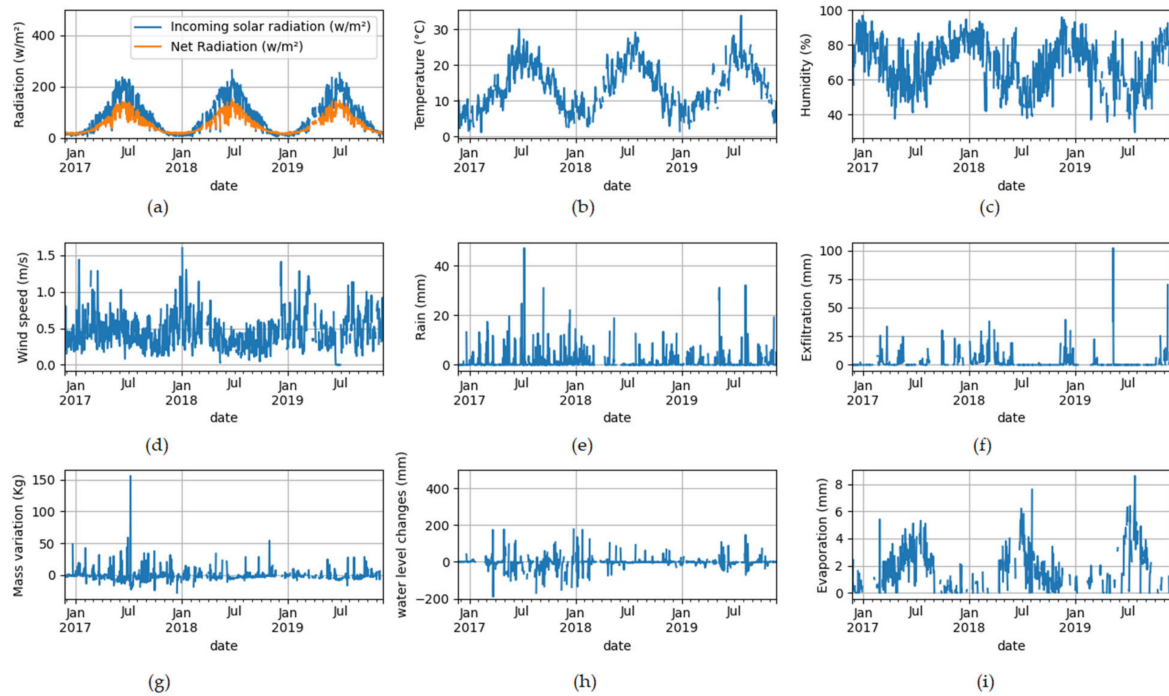 400
200
0
Radiation (w/m²)
Incoming solar radiation (w/m²)
Net Radiation (w/m²)
Jan Jul Jan Jul Jan Jul
2017 2018 2019
date
(a)
30
20
10
0
Temperature (°C)
Jan Jul Jan Jul Jan Jul
2017 2018 2019
date
(b)
100
80
60
40
Humidity (%)
Jan Jul Jan Jul Jan Jul
2017 2018 2019
date
(c)
1.5
1.0
0.5
0.0
Wind speed (m/s)
Jan Jul Jan Jul Jan Jul
2017 2018 2019
date
(d)
40
20
0
Rain (mm)
Jan Jul Jan Jul Jan Jul
2017 2018 2019
date
(e)
100
75
50
25
0
Exfiltration (mm)
Jan Jul Jan Jul Jan Jul
2017 2018 2019
date
(f)
150
100
50
0
Mass variation (Kg)
Jan Jul Jan Jul Jan Jul
2017 2018 2019
date
(g)
400
200
0
−200
water level changes (mm)
Jan Jul Jan Jul Jan Jul
2017 2018 2019
date
(h)
8
6
4
2
0
Evaporation (mm)
Jan Jul Jan Jul Jan Jul
2017 2018 2019
date
(i)